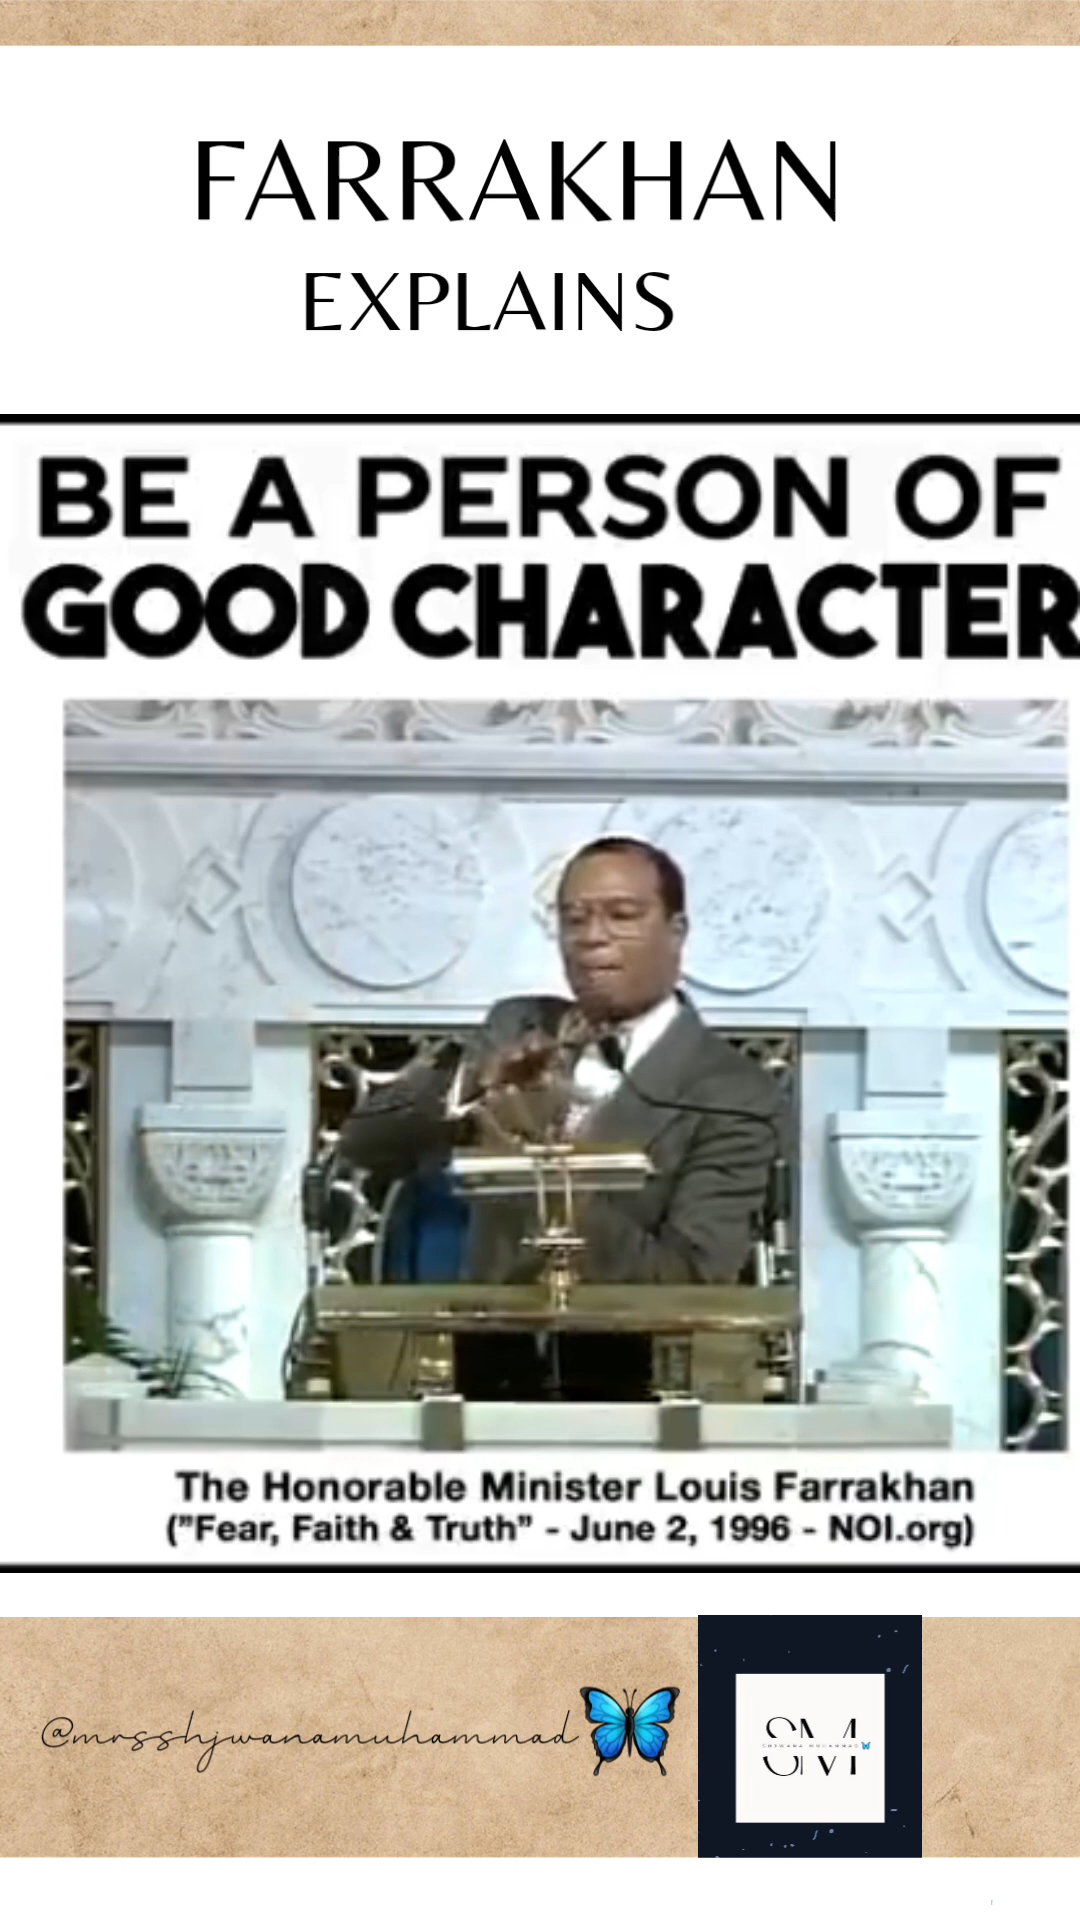 FARRAKHAN
EXPLAINS
BE A PERSON OF
GOOD CHARACTER
The Honorable Minister Louis Farrakhan
("Fear, Faith & Truth” - June 2, 1996 - NOI.org)
@mrsshjwanamuhammad
SM